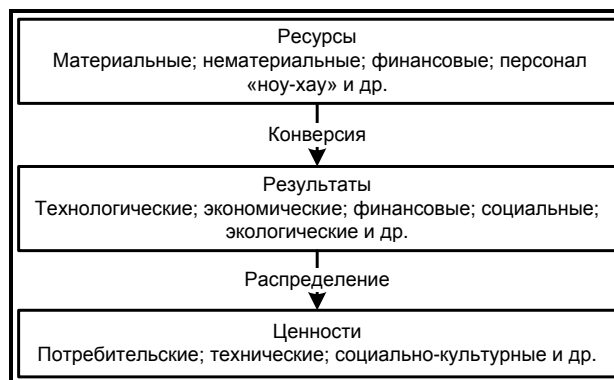 Ресурсы
Материальные; нематериальные; финансовые; персонал
«ноу-хау» и др.
Конверсия
Результаты
Технологические; экономические; финансовые; социальные;
экологические и др.
Распределение
Ценности
Потребительские; технические; социально-культурные и др.